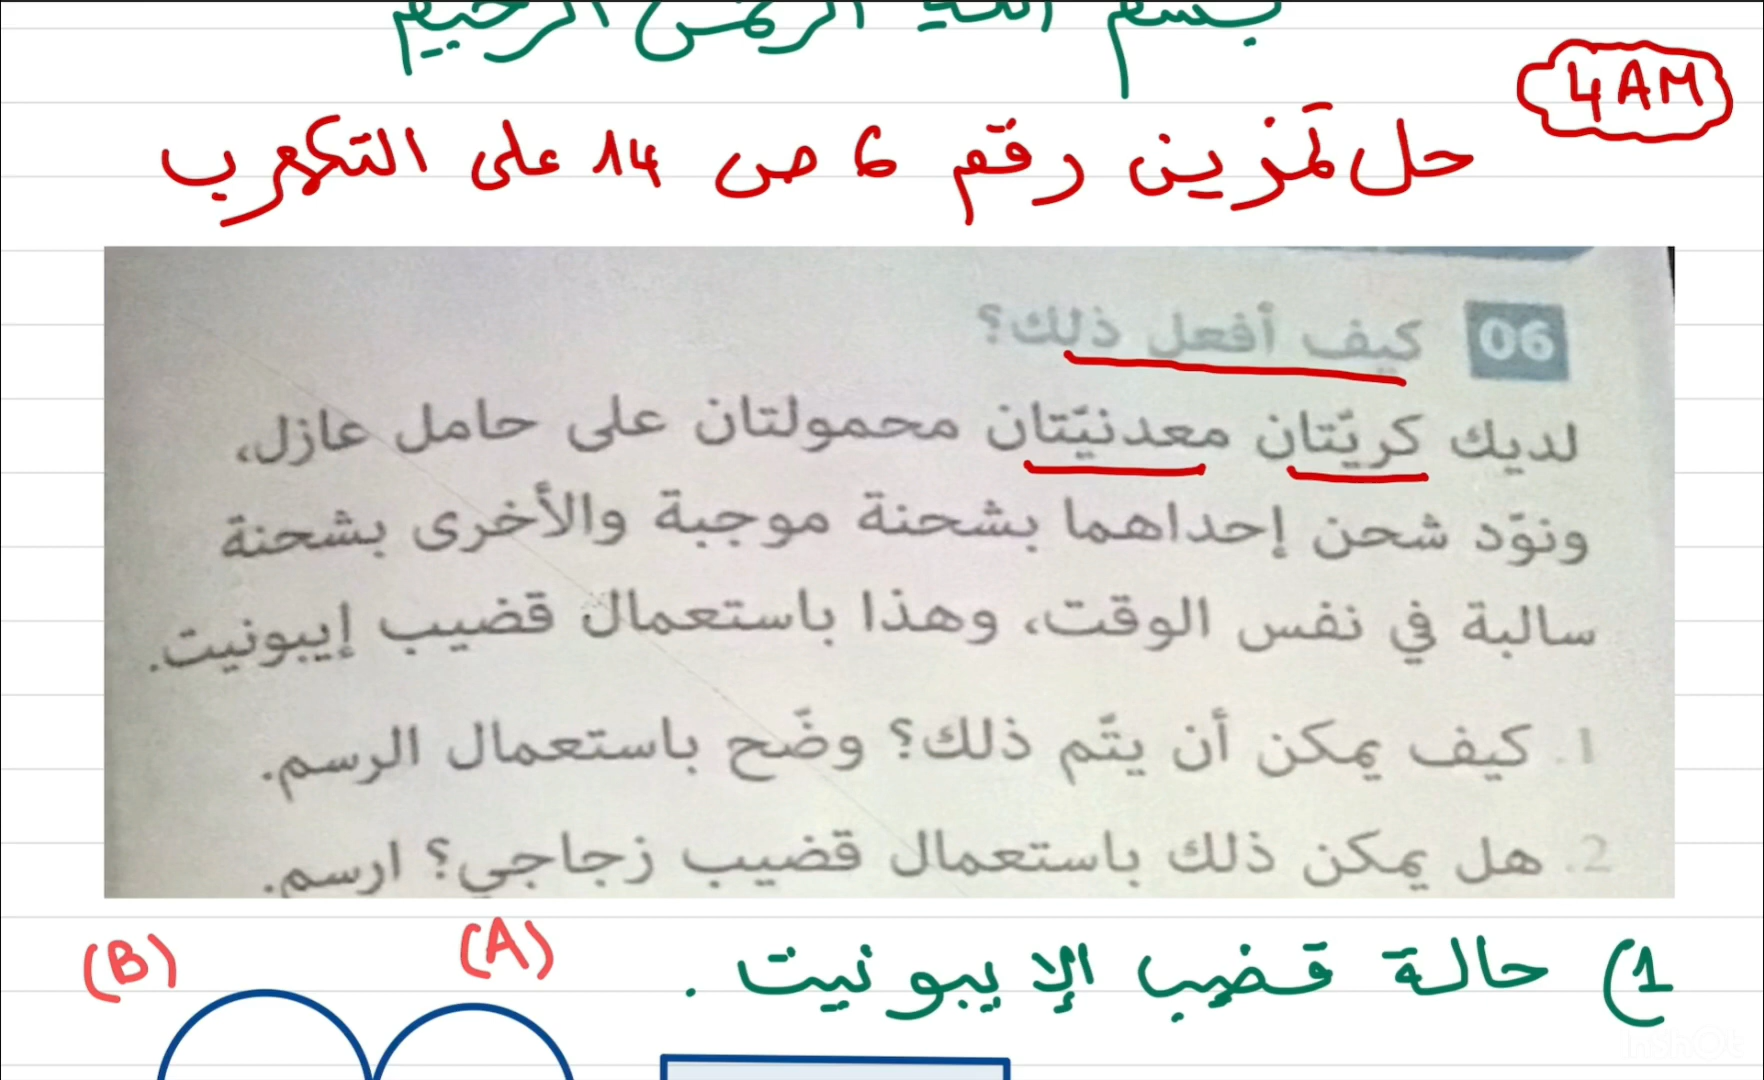 بسم الله الرحمن الرحيم
4AM
حل تمرين رقم 6 ص 14 على التكهرب
06 كيف أفعل ذلك؟
لديك كريّتان معدنيّتان محمولتان على حامل عازل،
ونوّد شحن إحداهما بشحنة موجبة والأخرى بشحنة
سالبة في نفس الوقت، وهذا باستعمال قضيب إيبونيت.
1. كيف يمكن أن يتّم ذلك؟ وضّح باستعمال الرسم.
2. هل يمكن ذلك باستعمال قضيب زجاجي؟ ارسم.
1) حالة قضيب الإيبونيت.
(A)
(B)